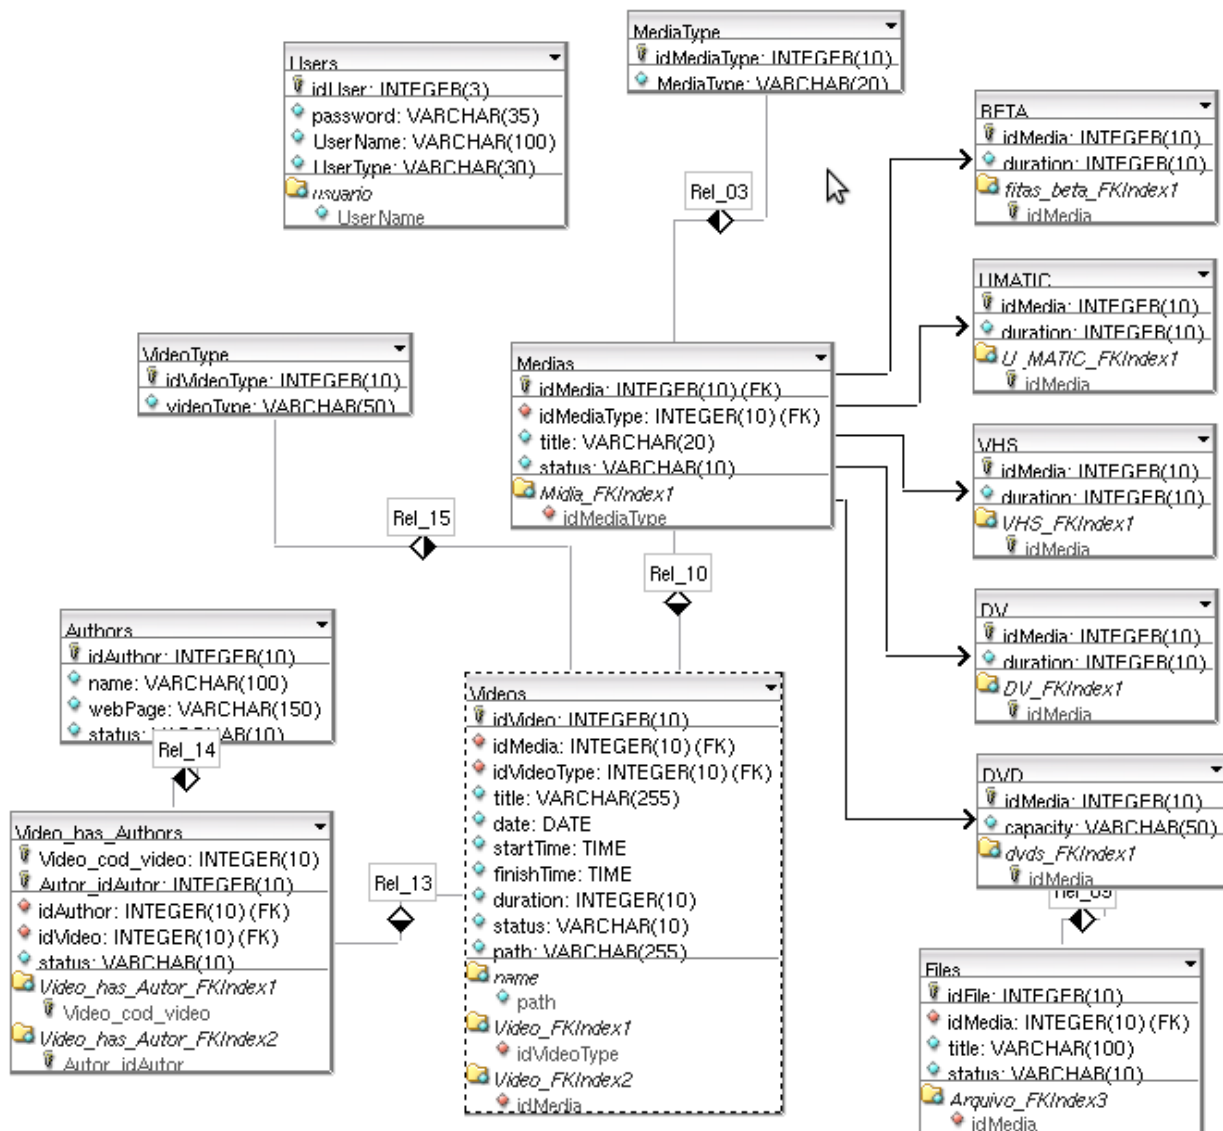 MediaType
idMediaType: INTEGER(10)
MediaType: VARCHAR(20)
Users
idUser: INTEGER(3)
password: VARCHAR(35)
UserName: VARCHAR(100)
UserType: VARCHAR(30)
usuario
UserName
Rel_03
BETA
idMedia: INTEGER(10)
duration: INTEGER(10)
fitas_beta_FKIndex1
idMedia
UMATIC
idMedia: INTEGER(10)
duration: INTEGER(10)
U_MATIC_FKIndex1
idMedia
VideoType
idVideoType: INTEGER(10)
videoType: VARCHAR(50)
Medias
idMedia: INTEGER(10) (FK)
idMediaType: INTEGER(10) (FK)
title: VARCHAR(20)
status: VARCHAR(10)
Midia_FKIndex1
idMediaType
VHS
idMedia: INTEGER(10)
duration: INTEGER(10)
VHS_FKIndex1
idMedia
Rel_15
Rel_10
DV
idMedia: INTEGER(10)
duration: INTEGER(10)
DV_FKIndex1
idMedia
Authors
idAuthor: INTEGER(10)
name: VARCHAR(100)
webPage: VARCHAR(150)
status: VARCHAR(10)
Rel_14
Videos
idVideo: INTEGER(10)
idMedia: INTEGER(10) (FK)
idVideoType: INTEGER(10) (FK)
title: VARCHAR(255)
date: DATE
startTime: TIME
finishTime: TIME
duration: INTEGER(10)
status: VARCHAR(10)
path: VARCHAR(255)
name
path
Video_FKIndex1
idVideoType
Video_FKIndex2
idMedia
DVD
idMedia: INTEGER(10)
capacity: VARCHAR(50)
dvds_FKIndex1
idMedia
Rel_09
Video_has_Authors
Video_cod_video: INTEGER(10)
Autor_idAutor: INTEGER(10)
idAuthor: INTEGER(10) (FK)
idVideo: INTEGER(10) (FK)
status: VARCHAR(10)
Video_has_Autor_FKIndex1
Video_cod_video
Video_has_Autor_FKIndex2
Autor_idAutor
Rel_13
Files
idFile: INTEGER(10)
idMedia: INTEGER(10) (FK)
title: VARCHAR(100)
status: VARCHAR(10)
Arquivo_FKIndex3
idMedia